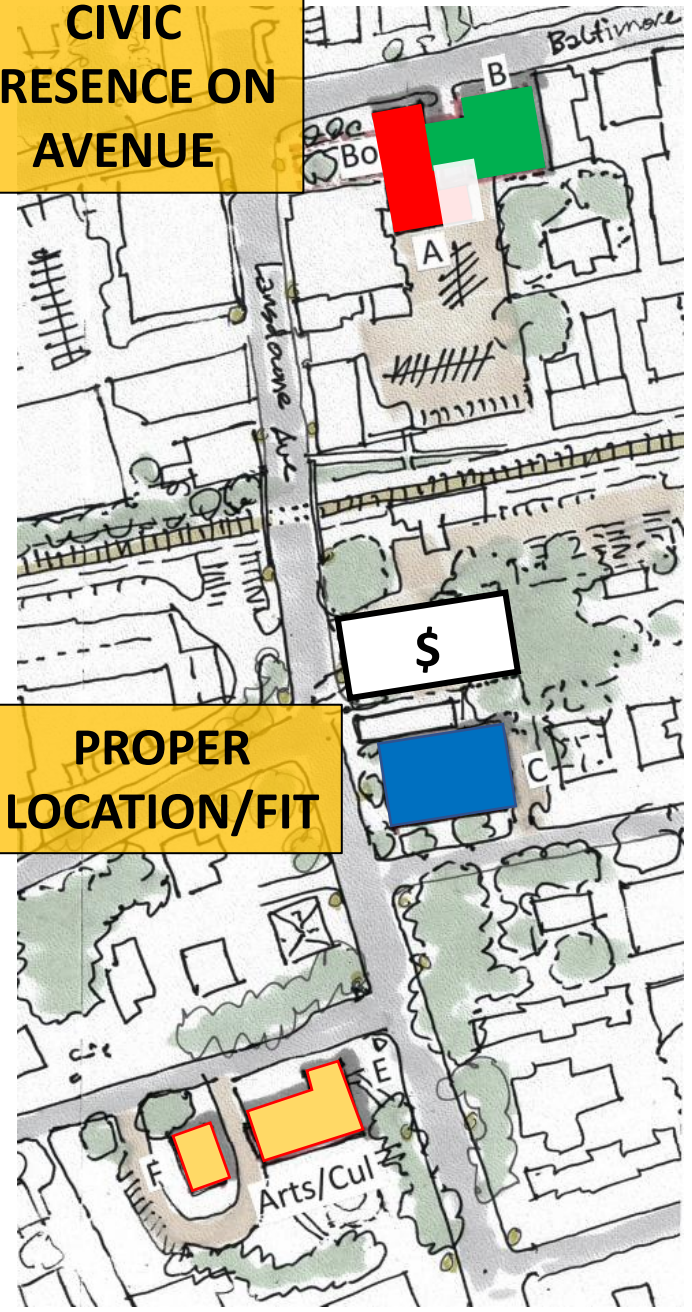 CIVIC
RESENCE ON
AVENUE
Baltimore
B
Bo
A
Lansdowne Ave
$
PROPER
LOCATION/FIT
C
E
F
Arts/Cul